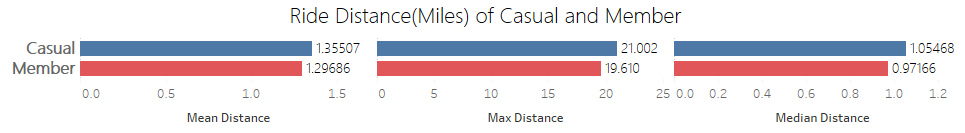 Ride Distance(Miles) of Casual and Member
Casual 1.35507 21.002 1.05468
Member 1.29686 19.610 0.97166
0.0 0.5 1.0 1.5 0 5 10 15 20 25 0.0 0.2 0.4 0.6 0.8 1.0 1.2
Mean Distance Max Distance Median Distance